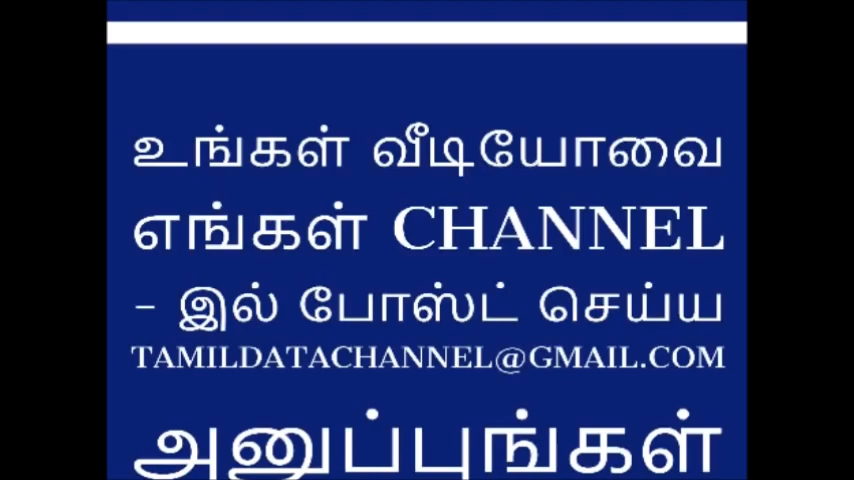 உங்கள் வீடியோவை
எங்கள் CHANNEL
- இல் போஸ்ட் செய்ய
TAMILDATACHANNEL@GMAIL.COM
அனுப்புங்கள்